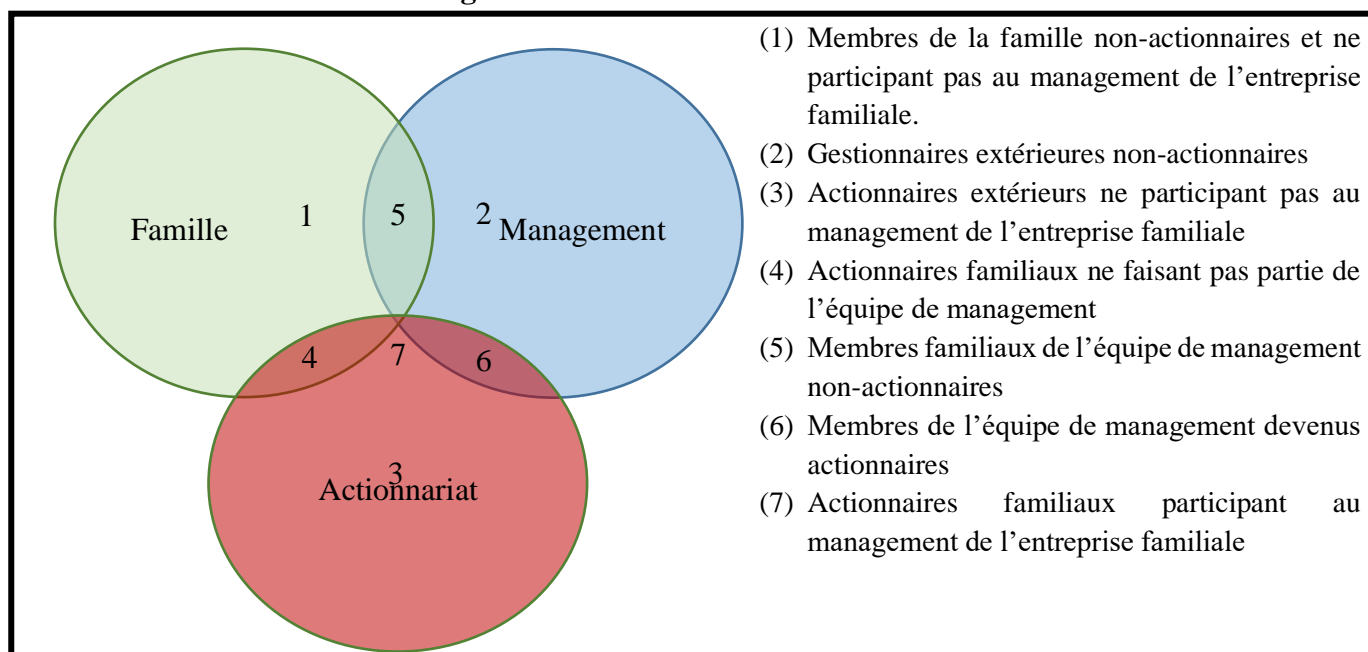 Famille
1
5
2
Management
4
7
6
3
Actionnariat
(1) Membres de la famille non-actionnaires et ne
participant pas au management de l’entreprise
familiale.
(2) Gestionnaires extérieures non-actionnaires
(3) Actionnaires extérieurs ne participant pas au
management de l’entreprise familiale
(4) Actionnaires familiaux ne faisant pas partie de
l’équipe de management
(5) Membres familiaux de l’équipe de management
non-actionnaires
(6) Membres de l’équipe de management devenus
actionnaires
(7) Actionnaires familiaux participant au
management de l’entreprise familiale